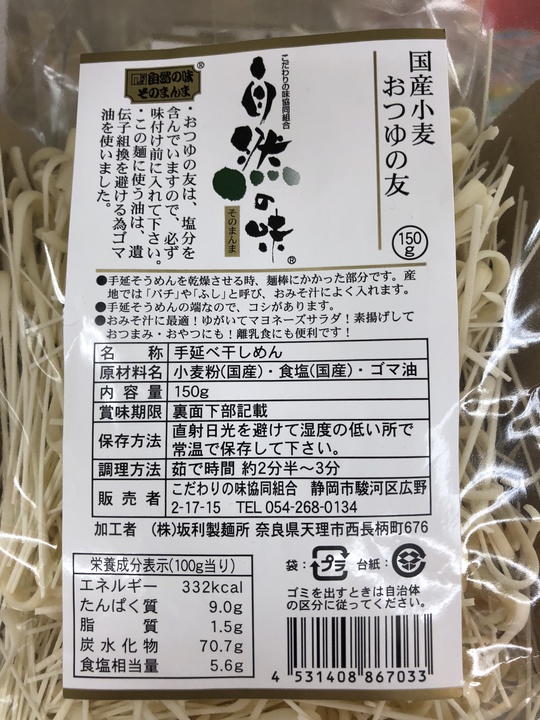 国産小麦
おつゆの友
150g
こだわりの味協同組合
自然の味
そのまんま
®
自然の味
そのまんま
®
・おつゆの友は、塩分を
含んでいますので、必ず
味付け前に入れて下さい。
・この麺に使う油は、遺
伝子組換を避ける為ゴマ
油を使いました。
●手延そうめんを乾燥させる時、麺棒にかかった部分です。産
地では「バチ」や「ふし」と呼び、おみそ汁によく入れます。
●手延そうめんの端なので、コシがあります。
●おみそ汁に最適！ゆがいてマヨネーズサラダ！素揚げして
おつまみ・おやつにも！離乳食にも便利です！
名称 手延べ干しめん
原材料名 小麦粉(国産)・食塩(国産)・ゴマ油
内容量 150g
賞味期限 裏面下部記載
保存方法 直射日光を避けて湿度の低い所で
常温で保存して下さい。
調理方法 茹で時間 約2分半〜3分
販売者 こだわりの味協同組合 静岡市駿河区広野
2-17-15 TEL 054-268-0134
加工者 (株)坂利製麺所 奈良県天理市西長柄町676
栄養成分表示(100g当り)
エネルギー 332kcal
たんぱく質 9.0g
脂質 1.5g
炭水化物 70.7g
食塩相当量 5.6g
袋：プラ 台紙：紙
ゴミを出すときは自治体
の区分に従ってください。
4 531408 867033